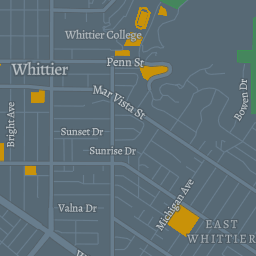 Whittier College
Penn St
Whittier
Mar Vista St
Bowen Dr
Bright Ave
Sunset Dr
Sunrise Dr
Michigan Ave
Valna Dr
EAST
WHITTIER